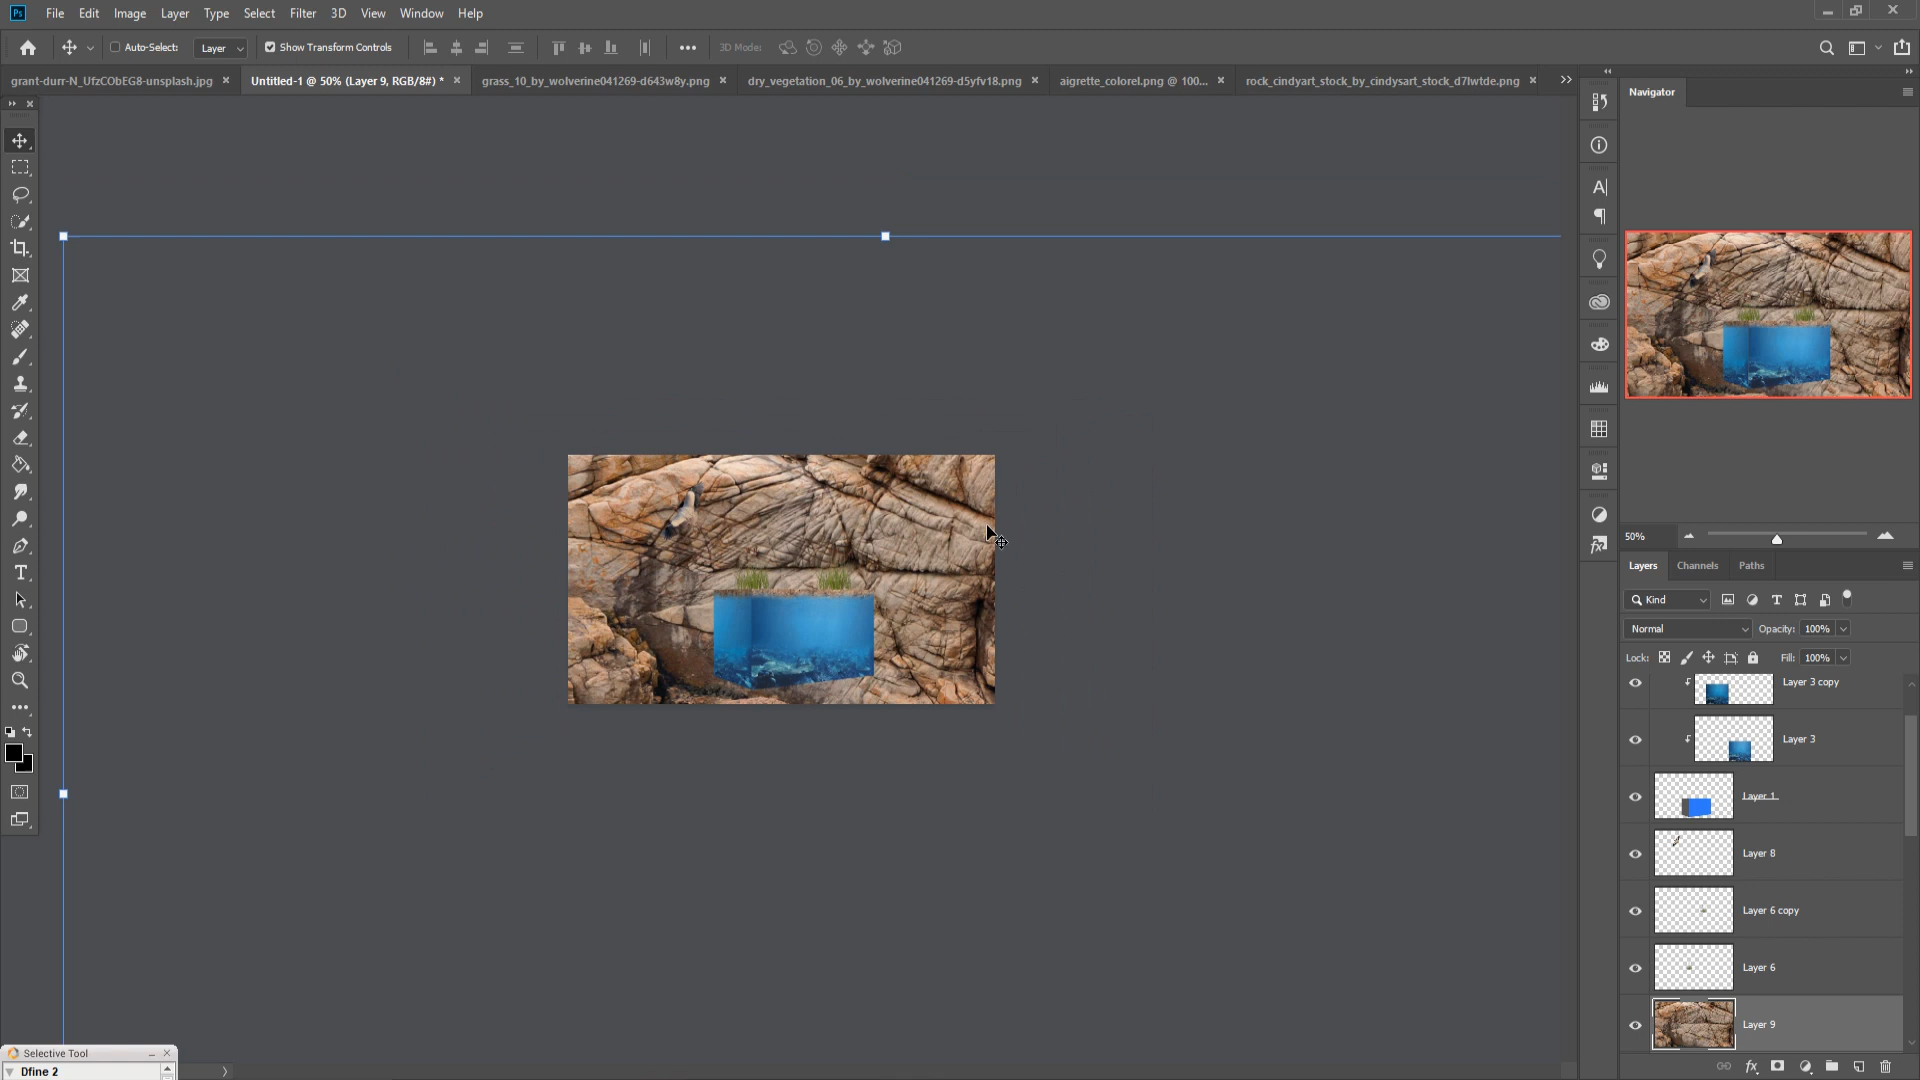 Ps File Edit Image Layer Type Select Filter 3D View Window Help
Auto-Select: Layer Show Transform Controls 3D Mode:
grant-durr-N_UfzCObEG8-unsplash.jpg Untitled-1 @ 50% (Layer 9, RGB/8#) * grass_10_by_wolverine041269-d643w8y.png dry_vegetation_06_by_wolverine041269-d5yfv18.png aigrette_colorel.png @ 100... rock_cindyart_stock_by_cindysart_stock_d7lwtde.png
Navigator
50%
Layers Channels Paths
Kind
Normal Opacity: 100%
Lock: Fill: 100%
Layer 3 copy
Layer 3
Layer 1
Layer 8
Layer 6 copy
Layer 6
Layer 9
Selective Tool
Dfine 2